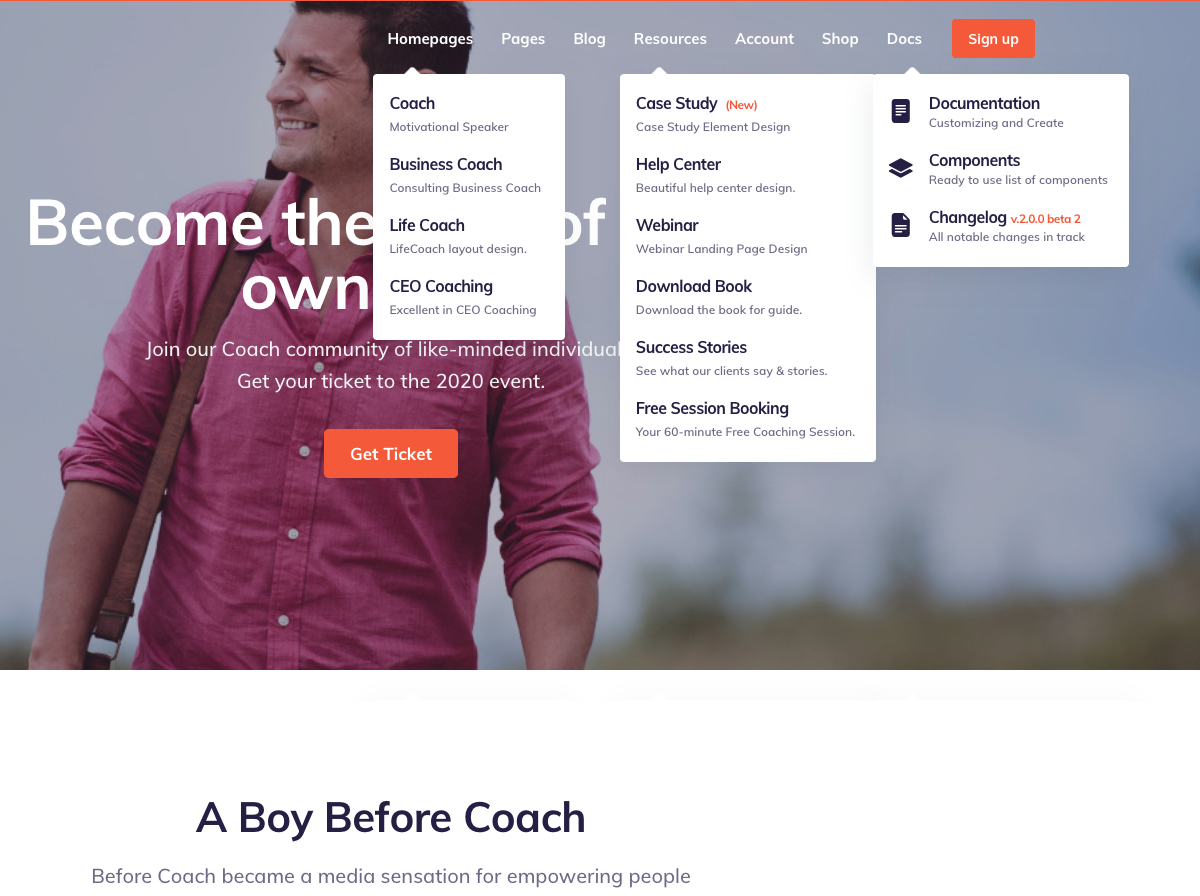 Homepages Pages Blog Resources Account Shop Docs Sign up
Coach
Motivational Speaker
Business Coach
Consulting Business Coach
Life Coach
LifeCoach layout design.
CEO Coaching
Excellent in CEO Coaching
Case Study (New)
Case Study Element Design
Help Center
Beautiful help center design.
Webinar
Webinar Landing Page Design
Download Book
Download the book for guide.
Success Stories
See what our clients say & stories.
Free Session Booking
Your 60-minute Free Coaching Session.
Documentation
Customizing and Create
Components
Ready to use list of components
Changelog v.2.0.0 beta 2
All notable changes in track
Become the of
own
Join our Coach community of like-minded
Get your ticket to the 2020 event.
Get Ticket
A Boy Before Coach
Before Coach became a media sensation for empowering people